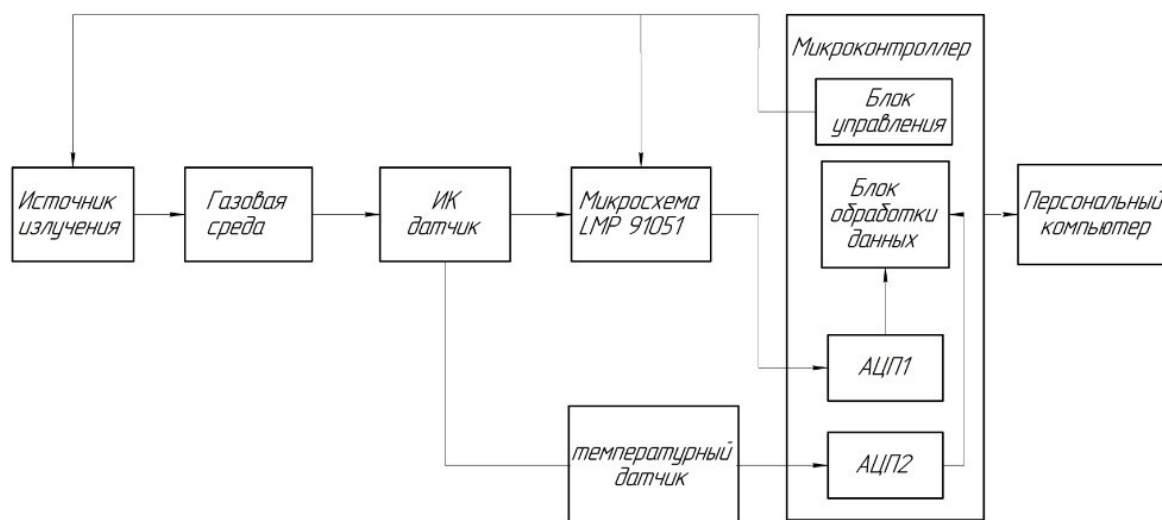 Микроконтроллер
Блок
управления
Источник
излучения
Газовая
среда
ИК
датчик
Микросхема
LMP 91051
Блок
обработки
данных
Персональный
компьютер
АЦП1
температурный
датчик
АЦП2